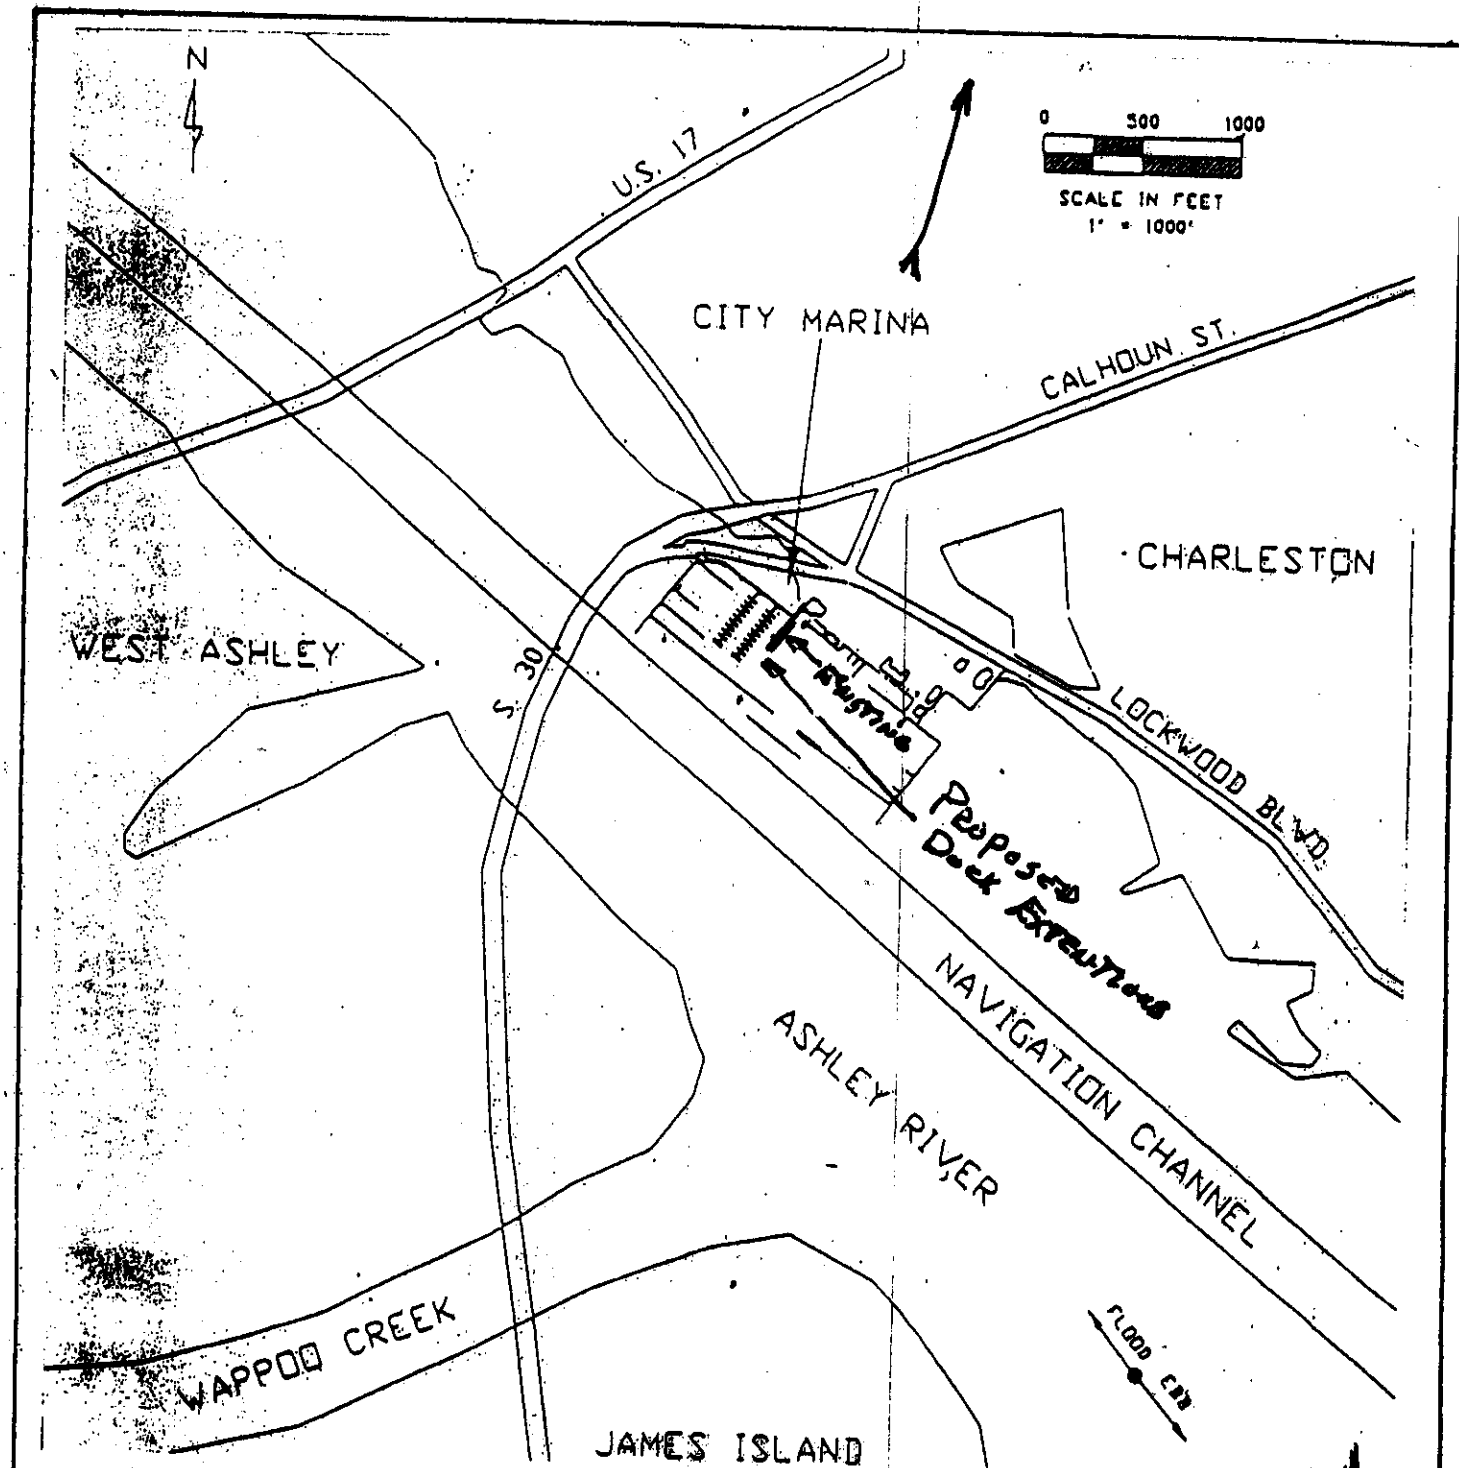 N
U.S. 17
0 500 1000
SCALE IN FEET
1" = 1000'
CITY MARINA
CALHOUN ST.
CHARLESTON
WEST ASHLEY
S. 30
EXISTING
LOCKWOOD BLVD.
PROPOSED
DOCK EXTENTIONS
NAVIGATION CHANNEL
ASHLEY RIVER
WAPPOO CREEK
FLOOD EBB
JAMES ISLAND